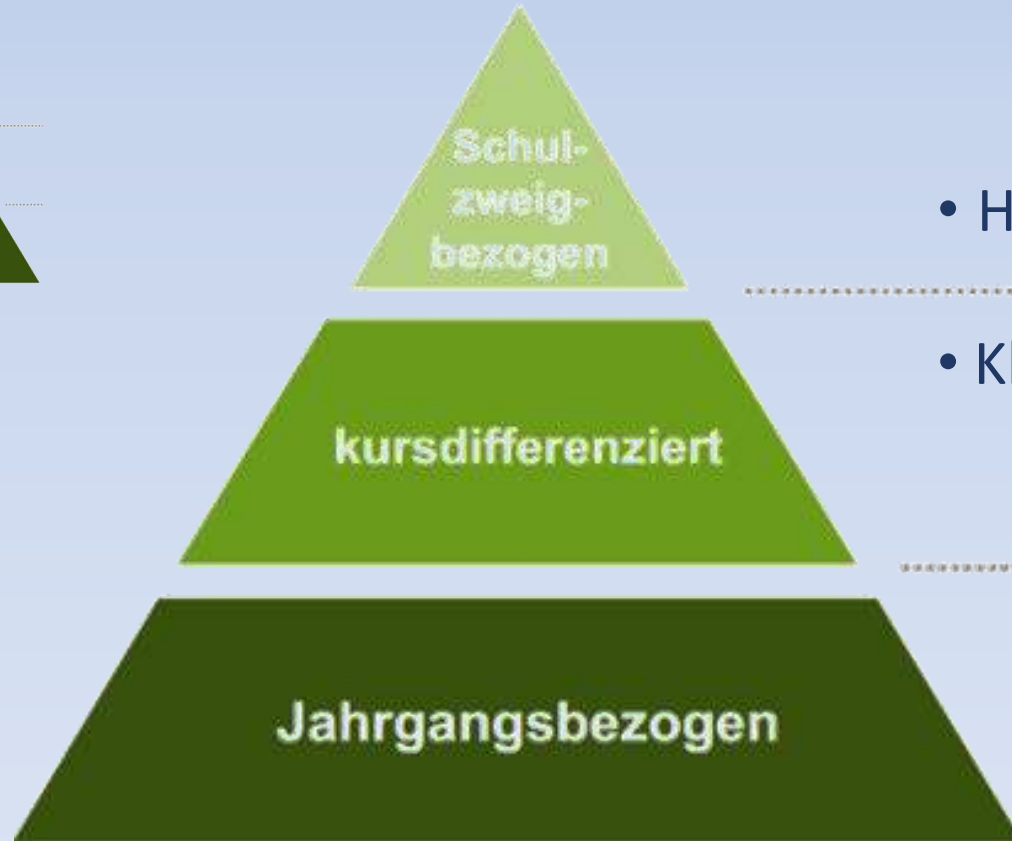 Schul-
zweig-
bezogen
kursdifferenziert
Jahrgangsbezogen